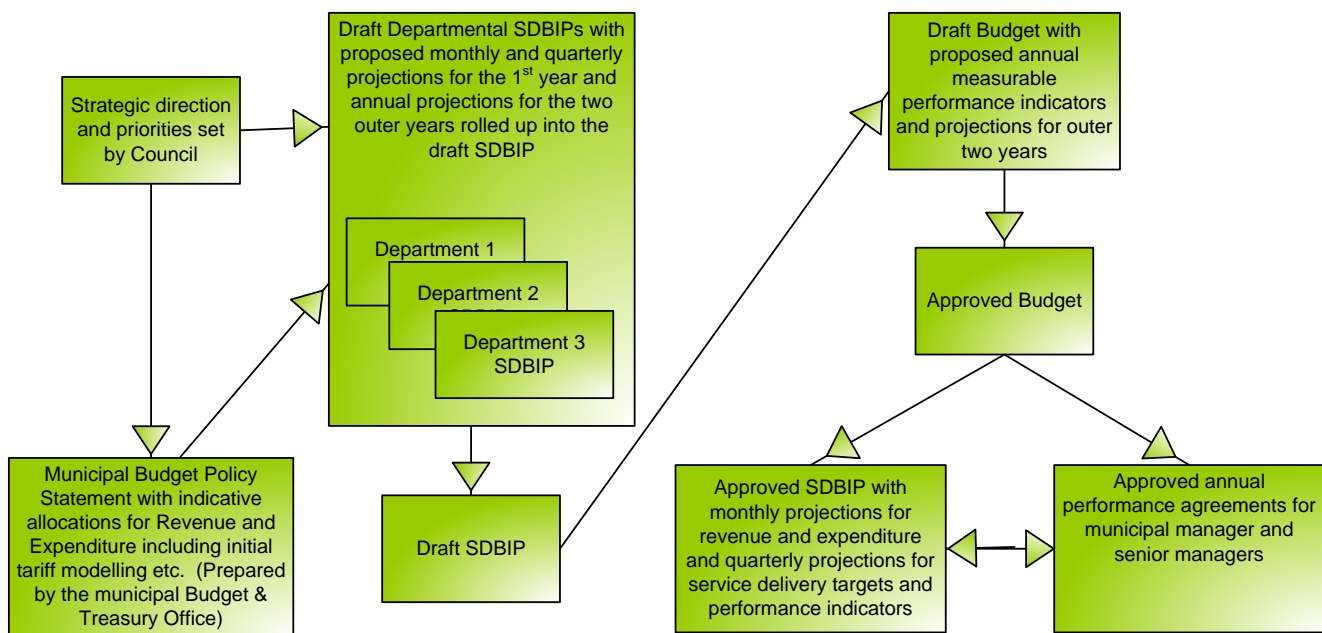 Strategic direction
and priorities set
by Council
Municipal Budget Policy
Statement with indicative
allocations for Revenue and
Expenditure including initial
tariff modelling etc. (Prepared
by the municipal Budget &
Treasury Office)
Draft Departmental SDBIPs with
proposed monthly and quarterly
projections for the 1st year and
annual projections for the two
outer years rolled up into the
draft SDBIP
Department 1
Department 2
Department 3
SDBIP
Draft SDBIP
Draft Budget with
proposed annual
measurable
performance indicators
and projections for outer
two years
Approved Budget
Approved SDBIP with
monthly projections for
revenue and expenditure
and quarterly projections for
service delivery targets and
performance indicators
Approved annual
performance agreements for
municipal manager and
senior managers